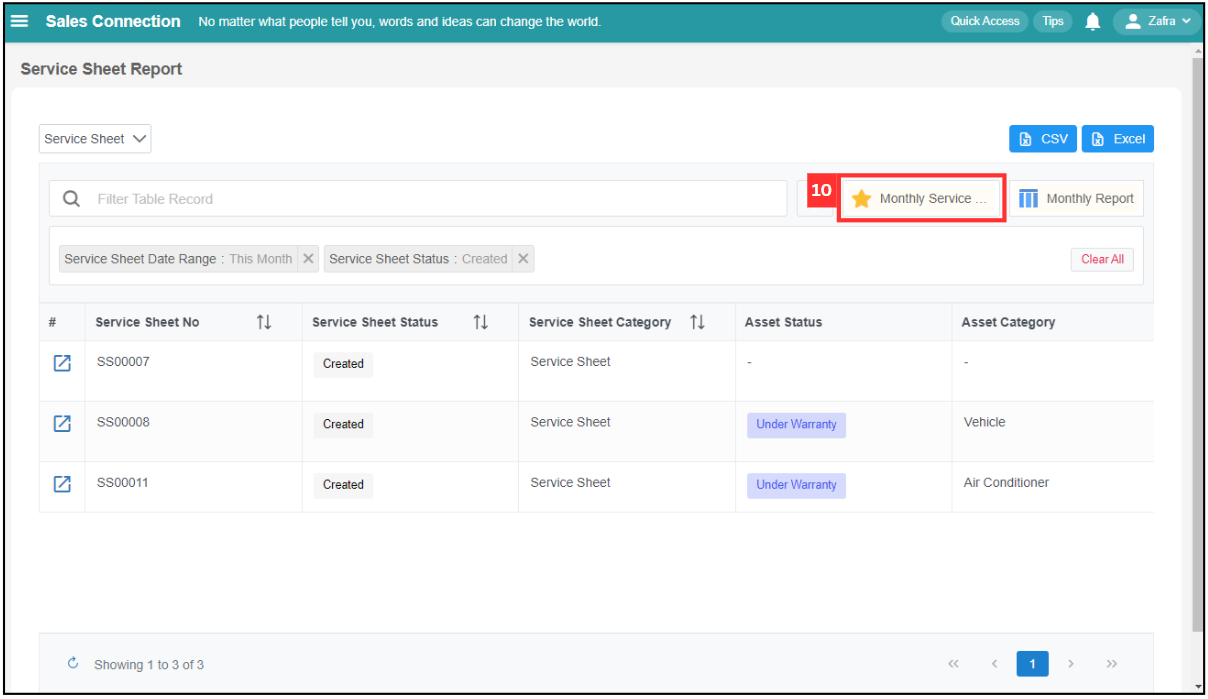 Sales Connection No matter what people tell you, words and ideas can change the world. Quick Access Tips Zafra
Service Sheet Report
Service Sheet CSV Excel
Filter Table Record 10 Monthly Service ... Monthly Report
Service Sheet Date Range : This Month Service Sheet Status : Created Clear All
# Service Sheet No Service Sheet Status Service Sheet Category Asset Status Asset Category
SS00007 Created Service Sheet - -
SS00008 Created Service Sheet Under Warranty Vehicle
SS00011 Created Service Sheet Under Warranty Air Conditioner
Showing 1 to 3 of 3 << < 1 > >>